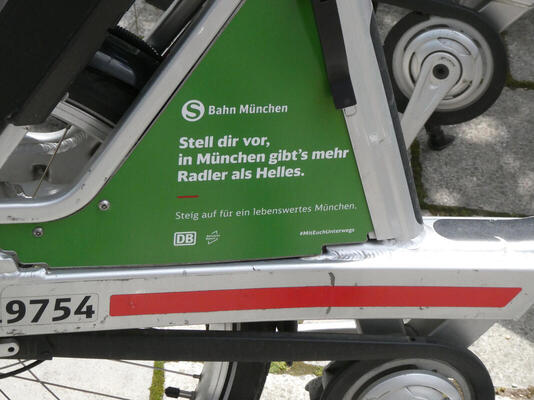 S Bahn München
Stell dir vor,
in München gibt's mehr
Radler als Helles.
Steig auf für ein lebenswertes München.
DB
#MitEuchUnterwegs
9754